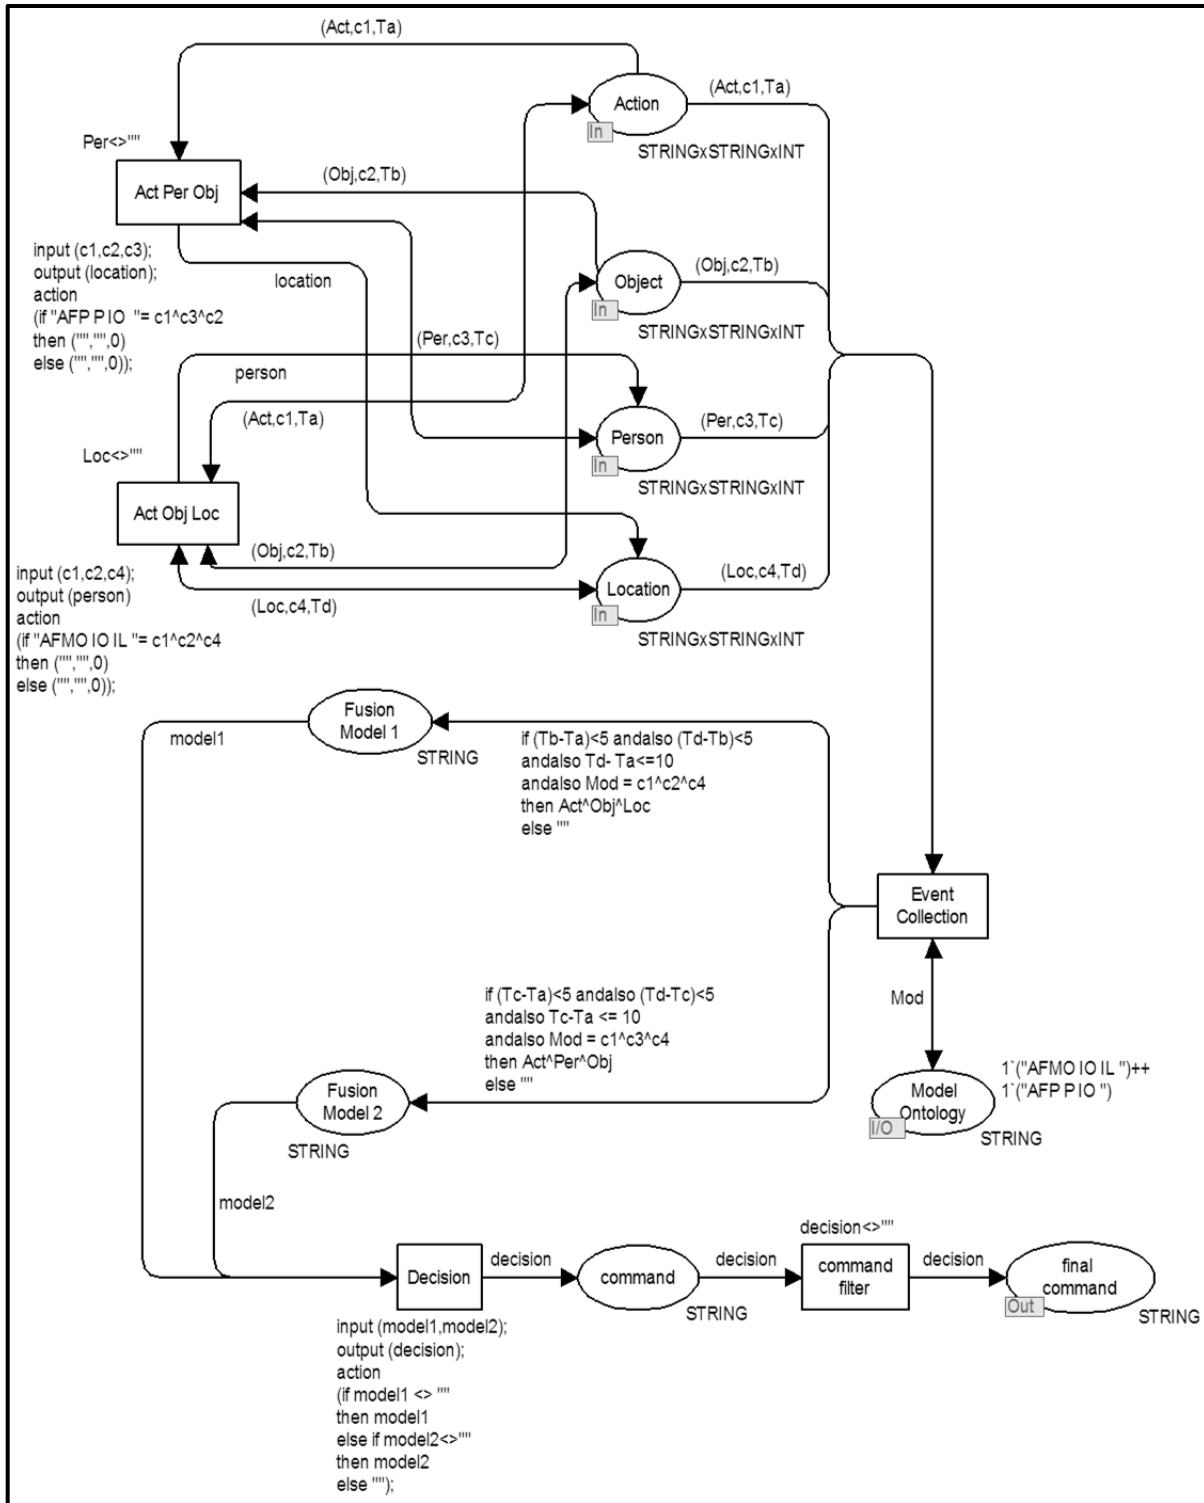 (Act,c1,Ta)
(Act,c1,Ta)
Action
In
STRINGxSTRINGxINT
Per<>""
Act Per Obj
(Obj,c2,Tb)
input (c1,c2,c3);
output (location);
action
(if "AFP P IO  "= c1^c3^c2
then ("","",0)
else ("","",0));
location
Object
In
(Obj,c2,Tb)
STRINGxSTRINGxINT
(Per,c3,Tc)
person
(Act,c1,Ta)
Person
In
(Per,c3,Tc)
STRINGxSTRINGxINT
Loc<>""
Act Obj Loc
(Obj,c2,Tb)
(Loc,c4,Td)
input (c1,c2,c4);
output (person)
action
(if "AFMO IO IL "= c1^c2^c4
then ("","",0)
else ("","",0));
Location
In
(Loc,c4,Td)
STRINGxSTRINGxINT
model1
Fusion
Model 1
STRING
if (Tb-Ta)<5 andalso (Td-Tb)<5
andalso Td- Ta<=10
andalso Mod = c1^c2^c4
then Act^Obj^Loc
else ""
Event
Collection
Mod
if (Tc-Ta)<5 andalso (Td-Tc)<5
andalso Tc-Ta <= 10
andalso Mod = c1^c3^c4
then Act^Per^Obj
else ""
Fusion
Model 2
STRING
Model
Ontology
I/O
1`("AFMO IO IL ")++
1`("AFP P IO ")
STRING
model2
Decision
decision
command
STRING
decision
decision<>""
command
filter
decision
final
command
Out
STRING
input (model1,model2);
output (decision);
action
(if model1 <> ""
then model1
else if model2<>""
then model2
else "");